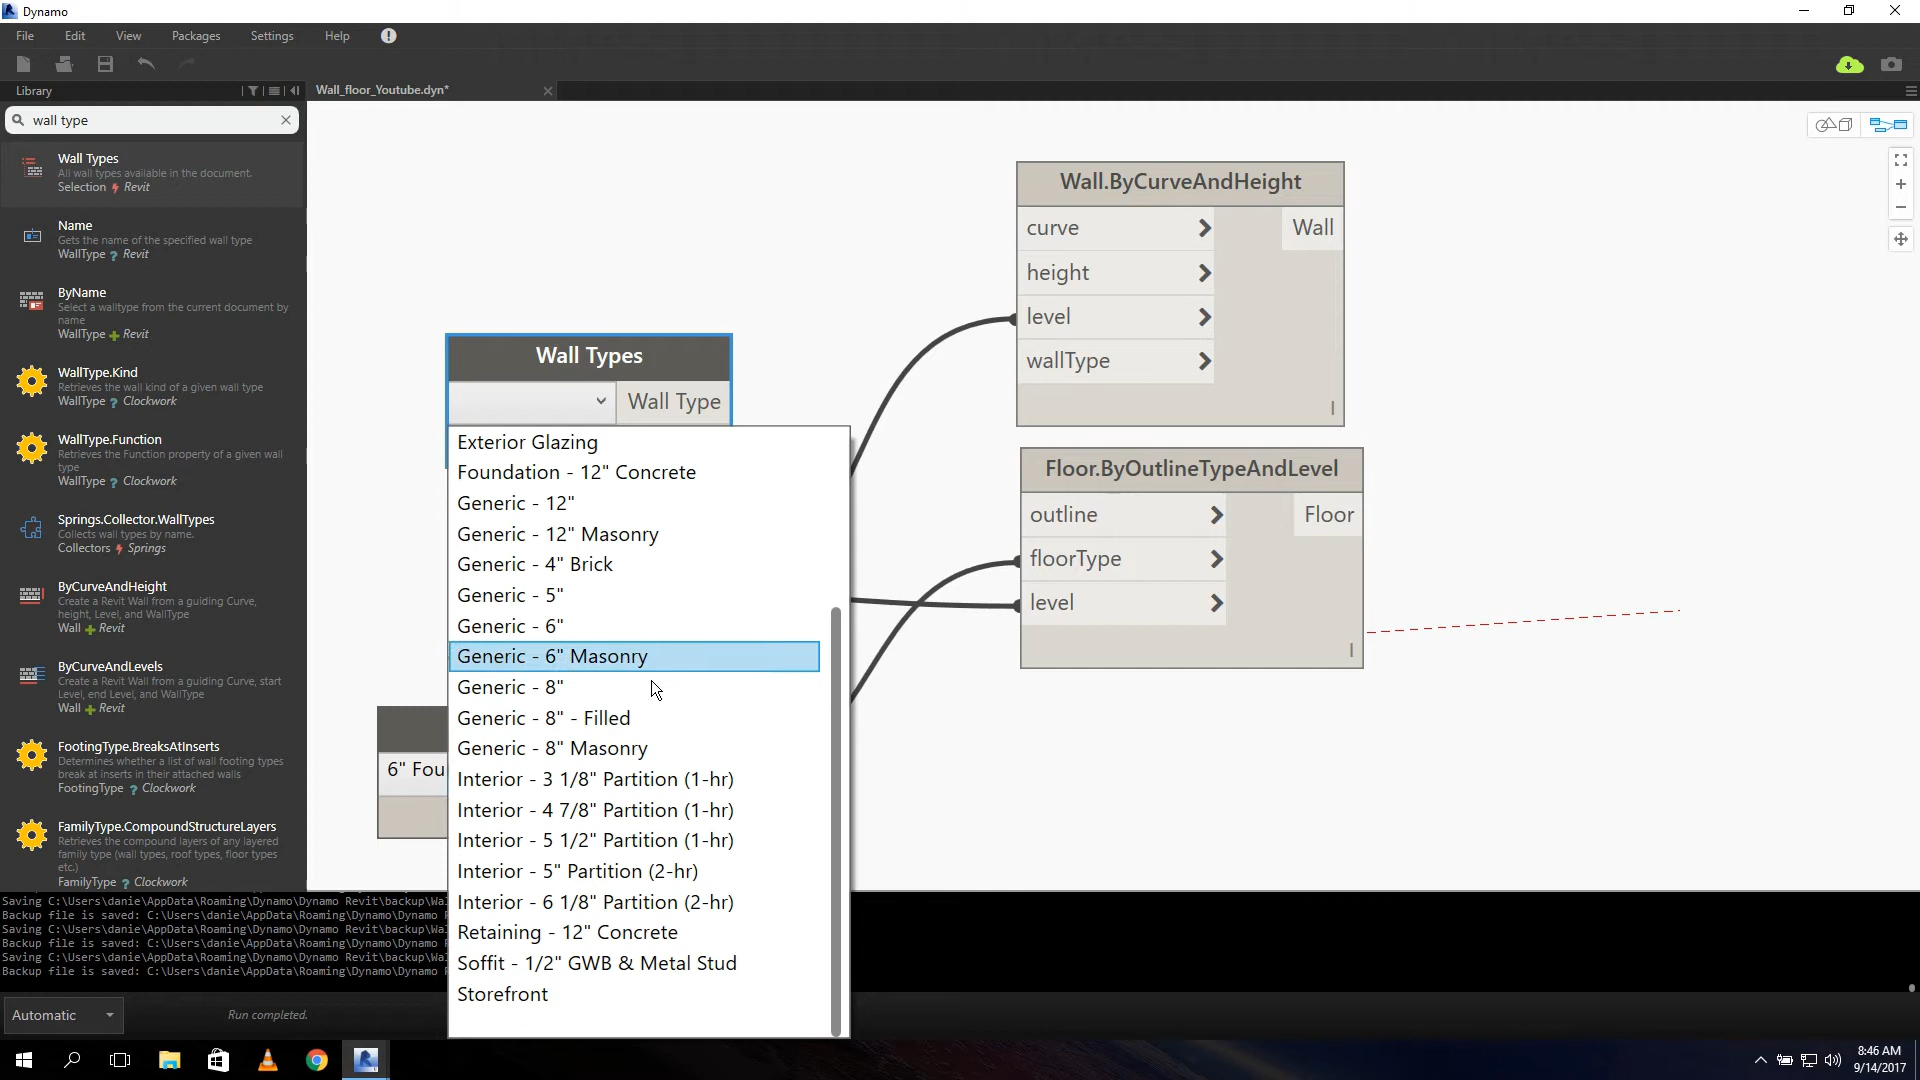 Dynamo
File Edit View Packages Settings Help
Library
Wall_floor_Youtube.dyn*
wall type
Wall Types
All wall types available in the document.
Selection Revit
Name
Gets the name of the specified wall type
WallType ? Revit
ByName
Select a walltype from the current document by
name
WallType + Revit
WallType.Kind
Retrieves the wall kind of a given wall type
WallType ? Clockwork
WallType.Function
Retrieves the Function property of a given wall
type
WallType ? Clockwork
Springs.Collector.WallTypes
Collects wall types by name.
Collectors Springs
ByCurveAndHeight
Create a Revit Wall from a guiding Curve,
height, Level, and WallType
Wall + Revit
ByCurveAndLevels
Create a Revit Wall from a guiding Curve, start
Level, end Level, and WallType
Wall + Revit
FootingType.BreaksAtInserts
Determines whether a list of wall footing types
break at inserts in their attached walls
FootingType ? Clockwork
FamilyType.CompoundStructureLayers
Retrieves the compound layers of any layered
family type (wall types, roof types, floor types
etc.)
FamilyType ? Clockwork
Wall Types
Wall Type
Exterior Glazing
Foundation - 12" Concrete
Generic - 12"
Generic - 12" Masonry
Generic - 4" Brick
Generic - 5"
Generic - 6"
Generic - 6" Masonry
Generic - 8"
Generic - 8" - Filled
Generic - 8" Masonry
Interior - 3 1/8" Partition (1-hr)
Interior - 4 7/8" Partition (1-hr)
Interior - 5 1/2" Partition (1-hr)
Interior - 5" Partition (2-hr)
Interior - 6 1/8" Partition (2-hr)
Retaining - 12" Concrete
Soffit - 1/2" GWB & Metal Stud
Storefront
6" Fou
Wall.ByCurveAndHeight
curve Wall
height
level
wallType
l
Floor.ByOutlineTypeAndLevel
outline Floor
floorType
level
l
Saving C:\Users\danie\AppData\Roaming\Dynamo\Dynamo Revit\backup\Wal
Backup file is saved: C:\Users\danie\AppData\Roaming\Dynamo\Dynamo R
Saving C:\Users\danie\AppData\Roaming\Dynamo\Dynamo Revit\backup\Wal
Backup file is saved: C:\Users\danie\AppData\Roaming\Dynamo\Dynamo R
Saving C:\Users\danie\AppData\Roaming\Dynamo\Dynamo Revit\backup\Wal
Backup file is saved: C:\Users\danie\AppData\Roaming\Dynamo\Dynamo R
Automatic
Run completed.
8:46 AM
9/14/2017